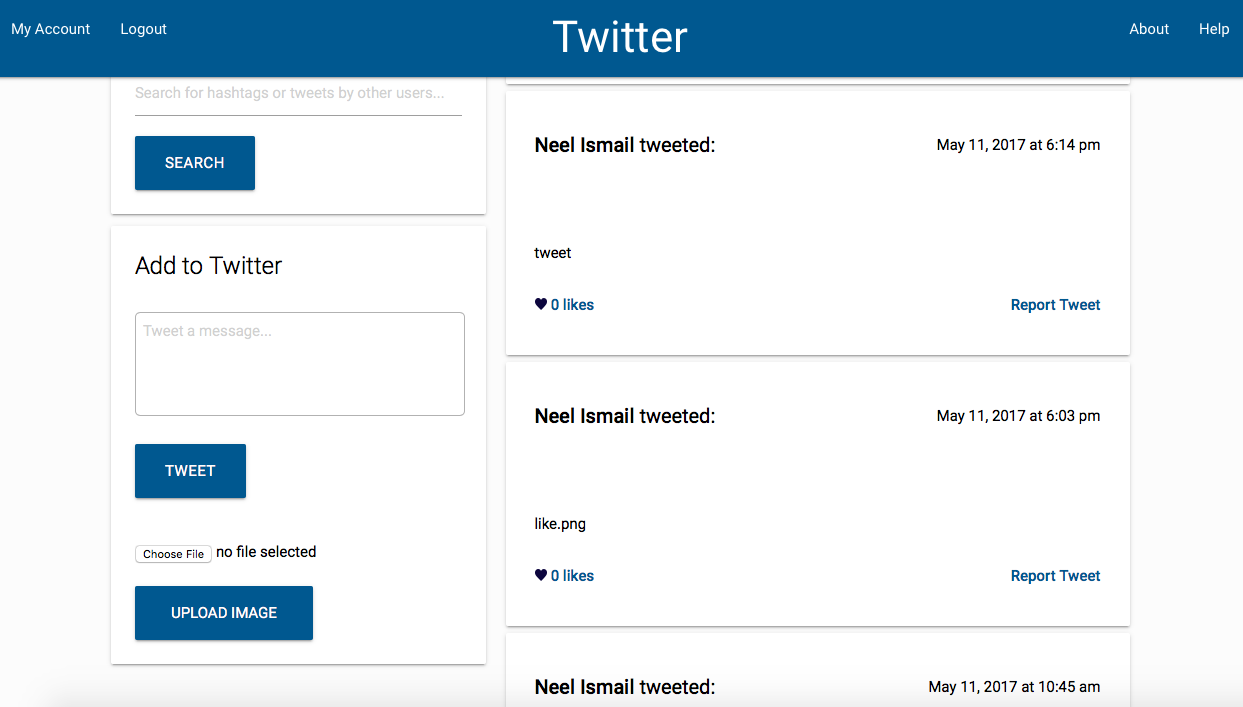 My Account Logout Twitter About Help
Search for hashtags or tweets by other users...
SEARCH
Add to Twitter
Tweet a message...
TWEET
Choose File no file selected
UPLOAD IMAGE
Neel Ismail tweeted: May 11, 2017 at 6:14 pm
tweet
0 likes Report Tweet
Neel Ismail tweeted: May 11, 2017 at 6:03 pm
like.png
0 likes Report Tweet
Neel Ismail tweeted: May 11, 2017 at 10:45 am